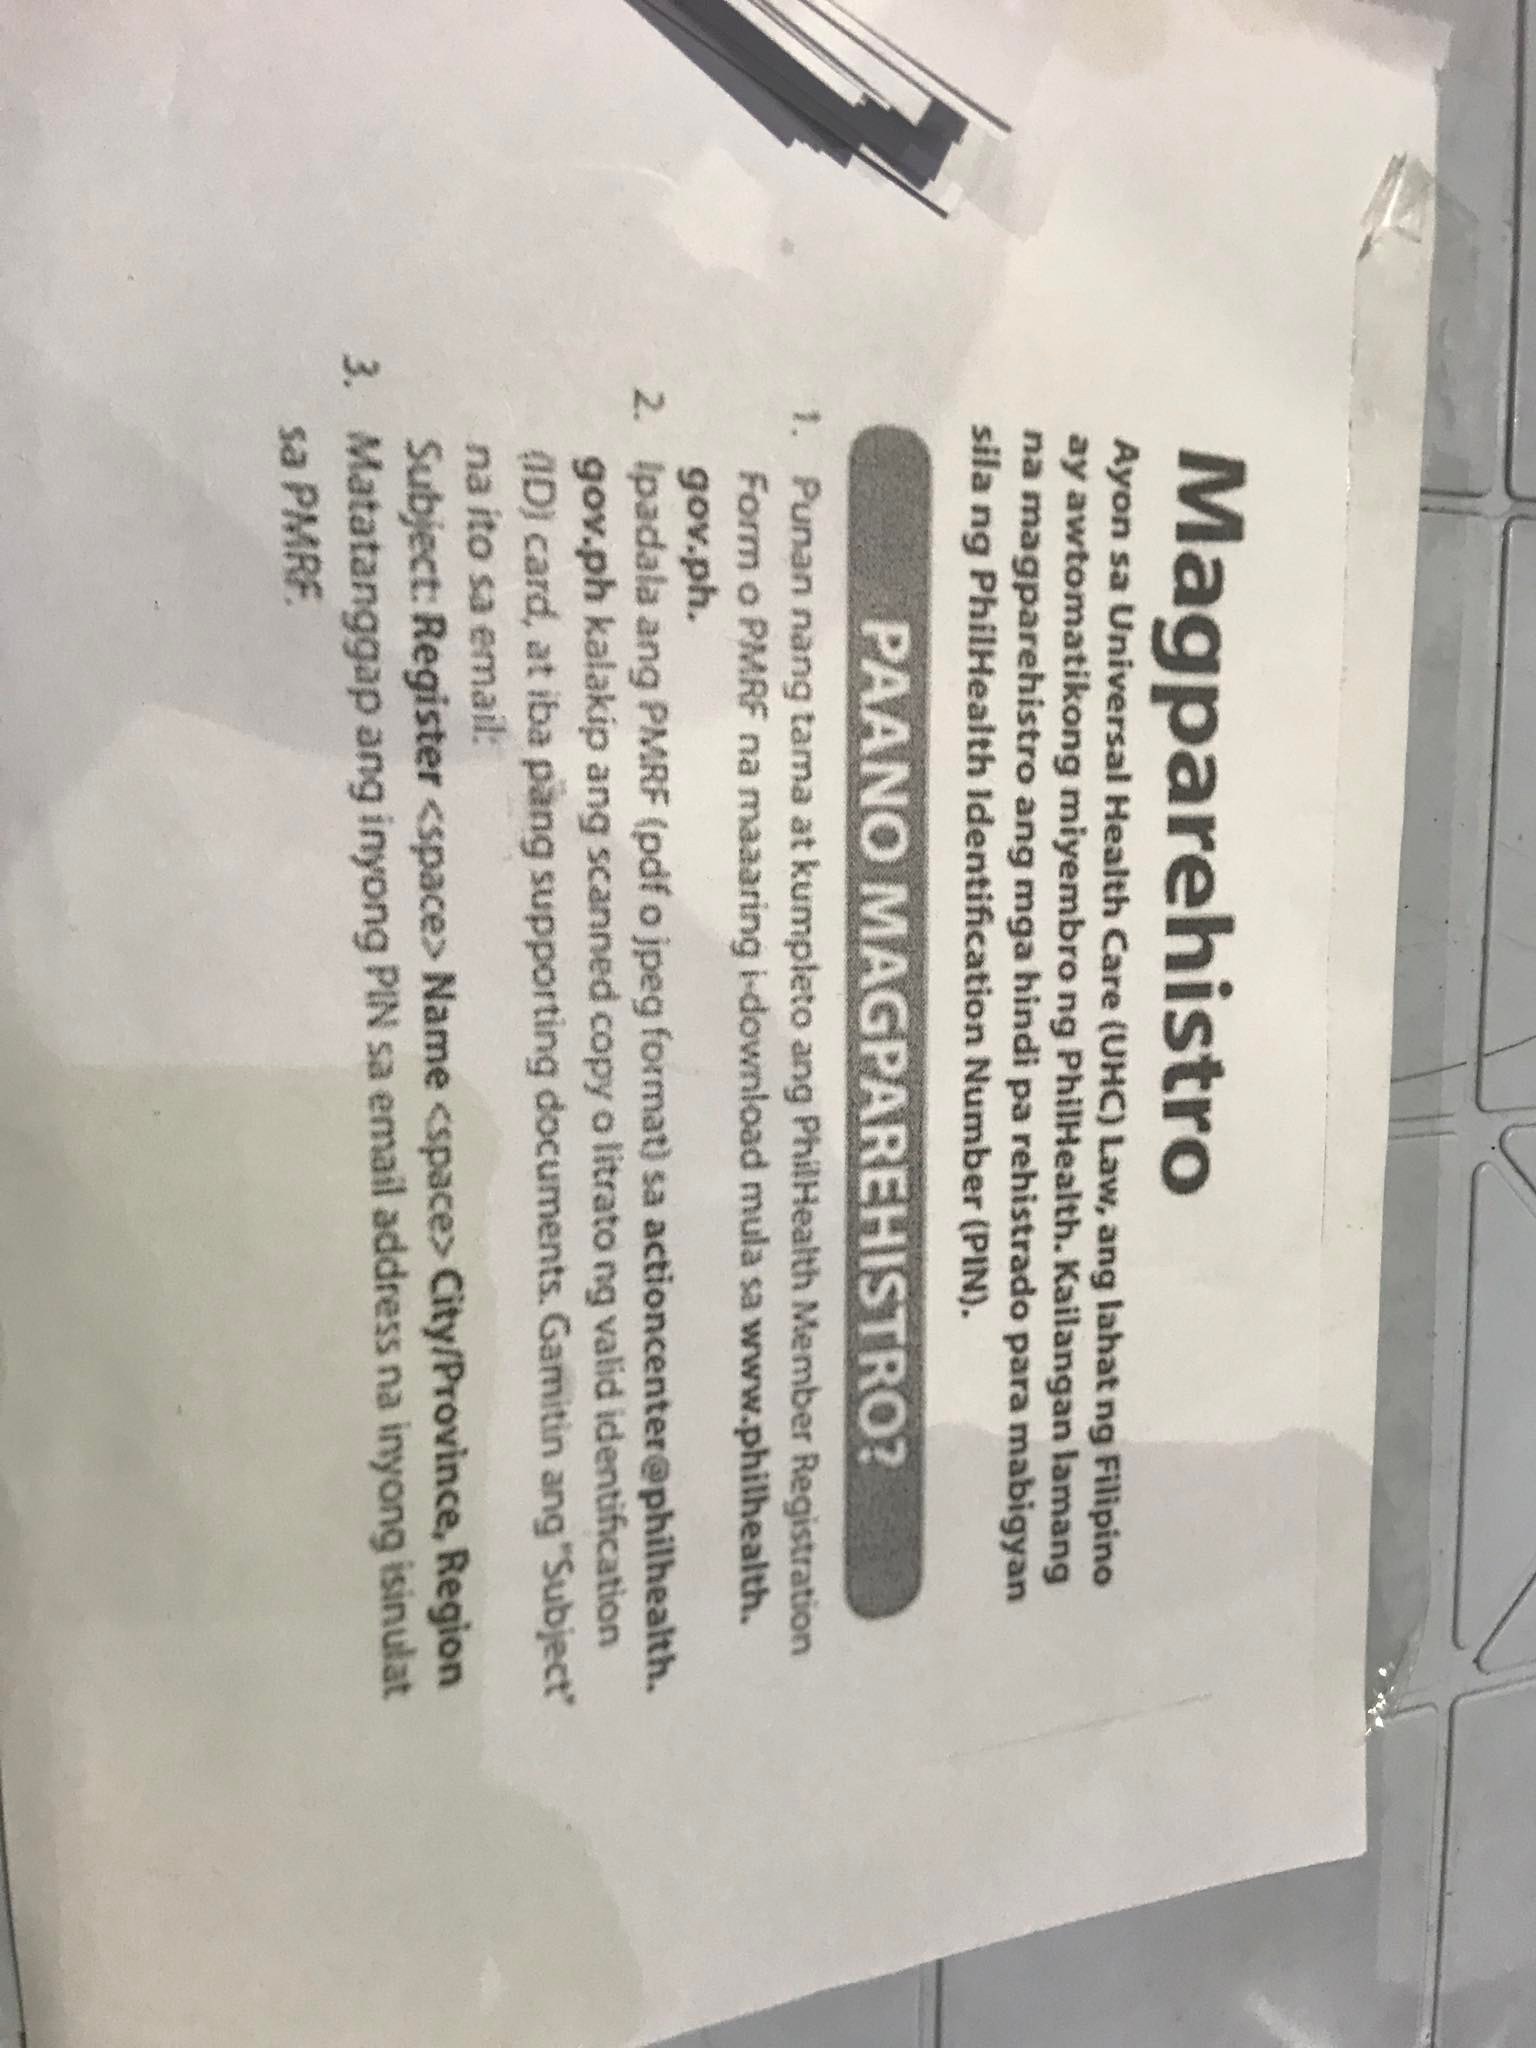 Magparehistro
Ayon sa Universal Health Care (UHC) Law, ang lahat ng Filipino
ay awtomatikong miyembro ng PhilHealth. Kailangan lamang
na magparehistro ang mga hindi pa rehistrado para mabigyan
sila ng PhilHealth Identification Number (PIN).
PAANO MAGPAREHISTRO?
1. Punan nang tama at kumpleto ang PhilHealth Member Registration
Form o PMRF na maaaring i-download mula sa www.philhealth.
gov.ph.
2. Ipadala ang PMRF (pdf o jpeg format) sa actioncenter@philhealth.
gov.ph kalakip ang scanned copy o litrato ng valid identification
(ID) card, at iba pang supporting documents. Gamitin ang "Subject"
na ito sa email:
Subject: Register <space> Name <space> City/Province, Region
3. Matatanggap ang inyong PIN sa email address na inyong isinulat
sa PMRF.